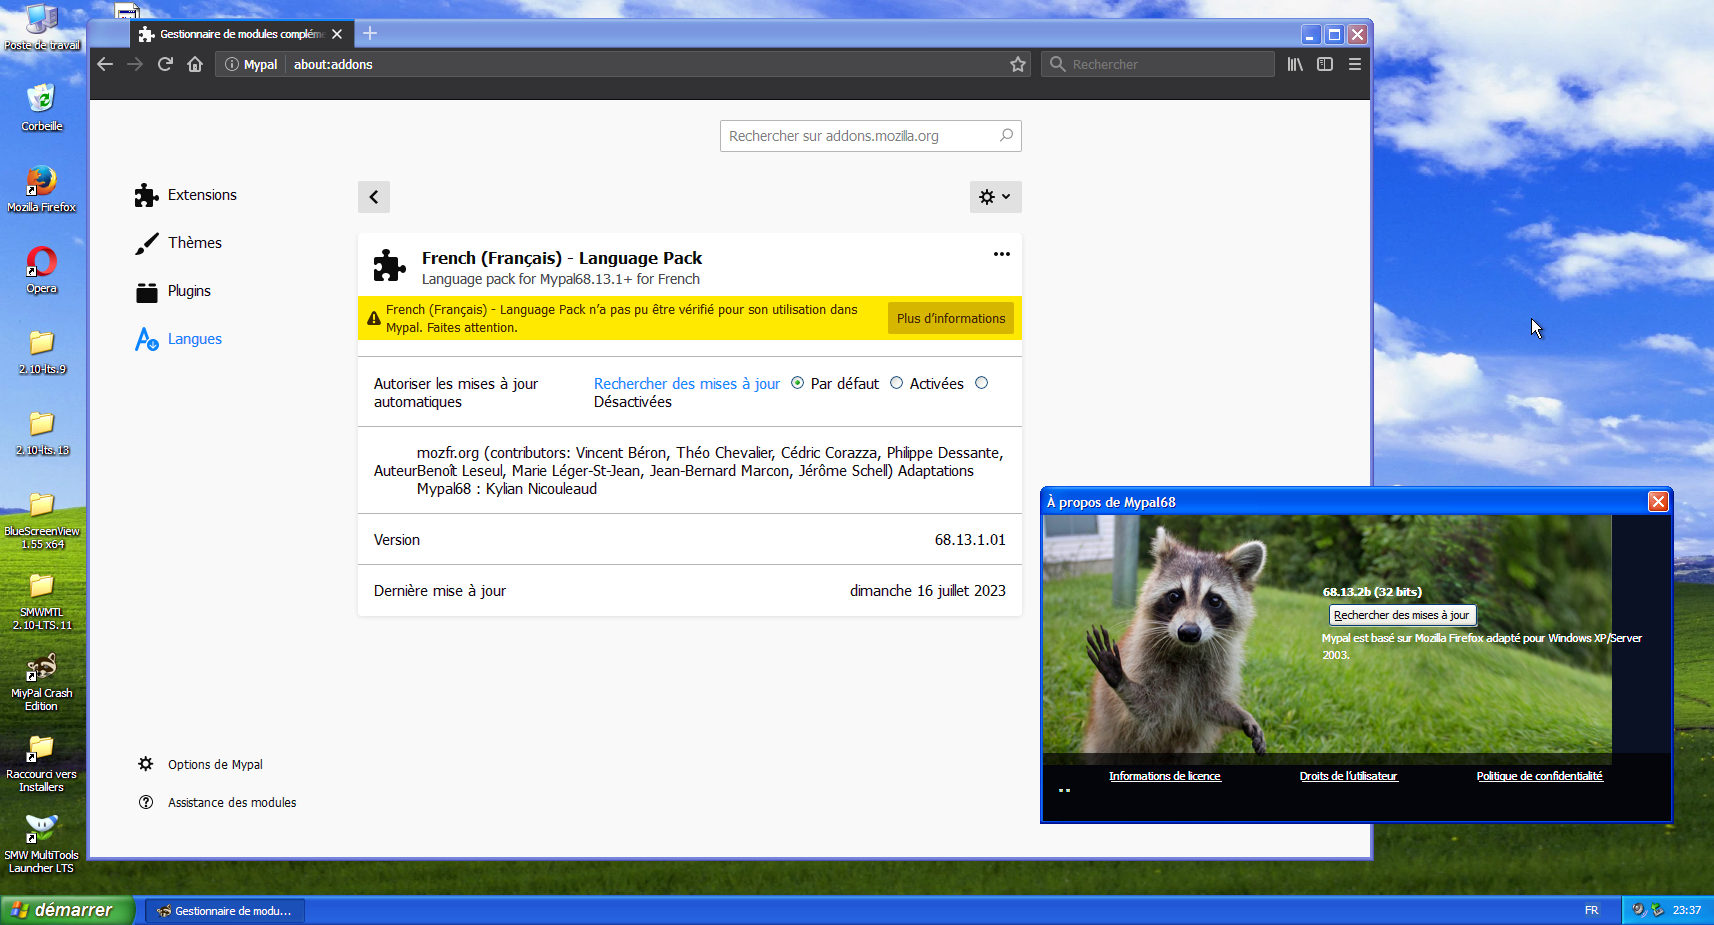 Poste de travail
Corbeille
Mozilla Firefox
Opera
2.10-lts.9
2.10-lts.13
BlueScreenView
1.55 x64
SMWMTL
2.10-LTS.11
MiyPal Crash
Edition
Raccourci vers
Installers
SMW MultiTools
Launcher LTS
Gestionnaire de modules compléme
Mypal
about:addons
Rechercher
Rechercher sur addons.mozilla.org
Extensions
Thèmes
Plugins
Langues
French (Français) - Language Pack
Language pack for Mypal68.13.1+ for French
French (Français) - Language Pack n’a pas pu être vérifié pour son utilisation dans
Mypal. Faites attention.
Plus d’informations
Autoriser les mises à jour
automatiques
Rechercher des mises à jour Par défaut Activées
Désactivées
mozfr.org (contributors: Vincent Béron, Théo Chevalier, Cédric Corazza, Philippe Dessante,
AuteurBenoît Leseul, Marie Léger-St-Jean, Jean-Bernard Marcon, Jérôme Schell) Adaptations
Mypal68 : Kylian Nicouleaud
Version 68.13.1.01
Dernière mise à jour dimanche 16 juillet 2023
Options de Mypal
Assistance des modules
À propos de Mypal68
68.13.2b (32 bits)
Rechercher des mises à jour
Mypal est basé sur Mozilla Firefox adapté pour Windows XP/Server
2003.
Informations de licence Droits de l’utilisateur Politique de confidentialité
démarrer
Gestionnaire de modu...
FR
23:37